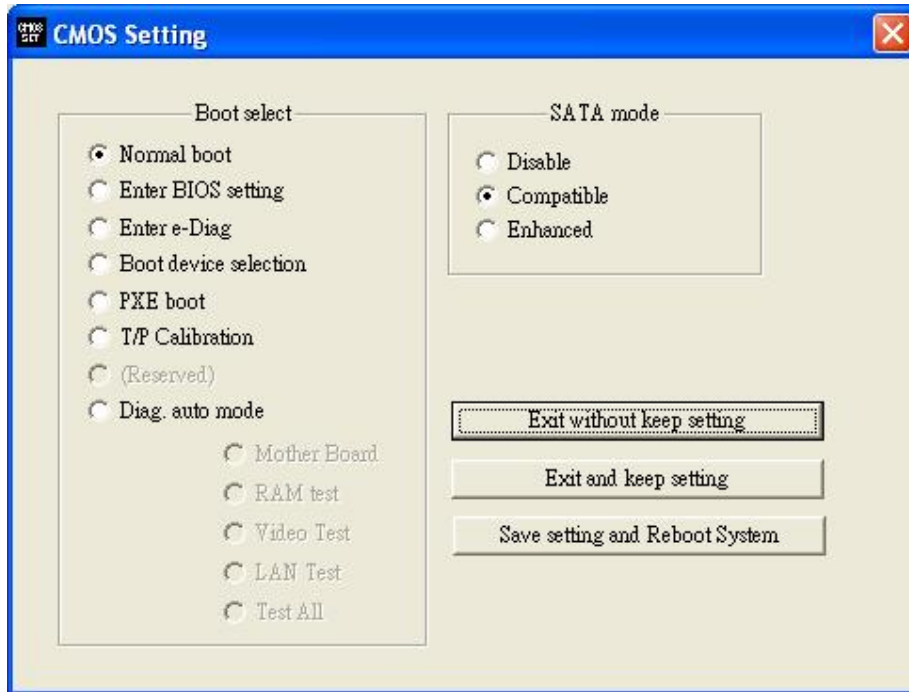 CMOS SET
CMOS Setting
Boot select
Normal boot
Enter BIOS setting
Enter e-Diag
Boot device selection
PXE boot
T/P Calibration
(Reserved)
Diag. auto mode
Mother Board
RAM test
Video Test
LAN Test
Test All
SATA mode
Disable
Compatible
Enhanced
Exit without keep setting
Exit and keep setting
Save setting and Reboot System